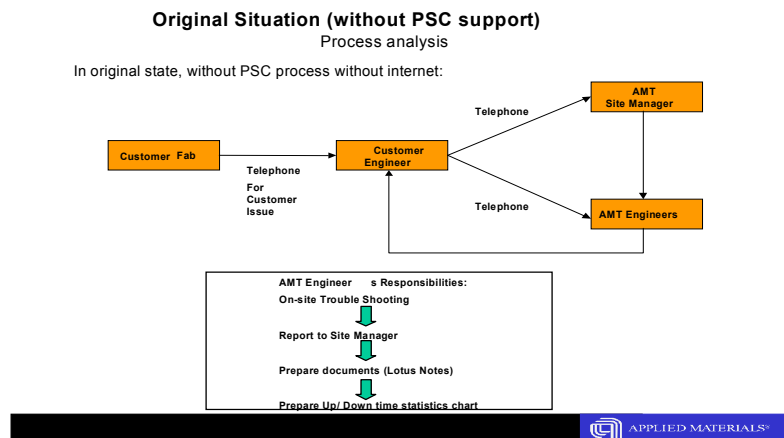 Original Situation (without PSC support)
Process analysis
In original state, without PSC process without internet:
AMT
Site Manager
Telephone
Customer Fab
Customer
Engineer
Telephone
For
Customer
Issue
Telephone
AMT Engineers
AMT Engineer s Responsibilities:
On-site Trouble Shooting
Report to Site Manager
Prepare documents (Lotus Notes)
Prepare Up/ Down time statistics chart
APPLIED MATERIALS®